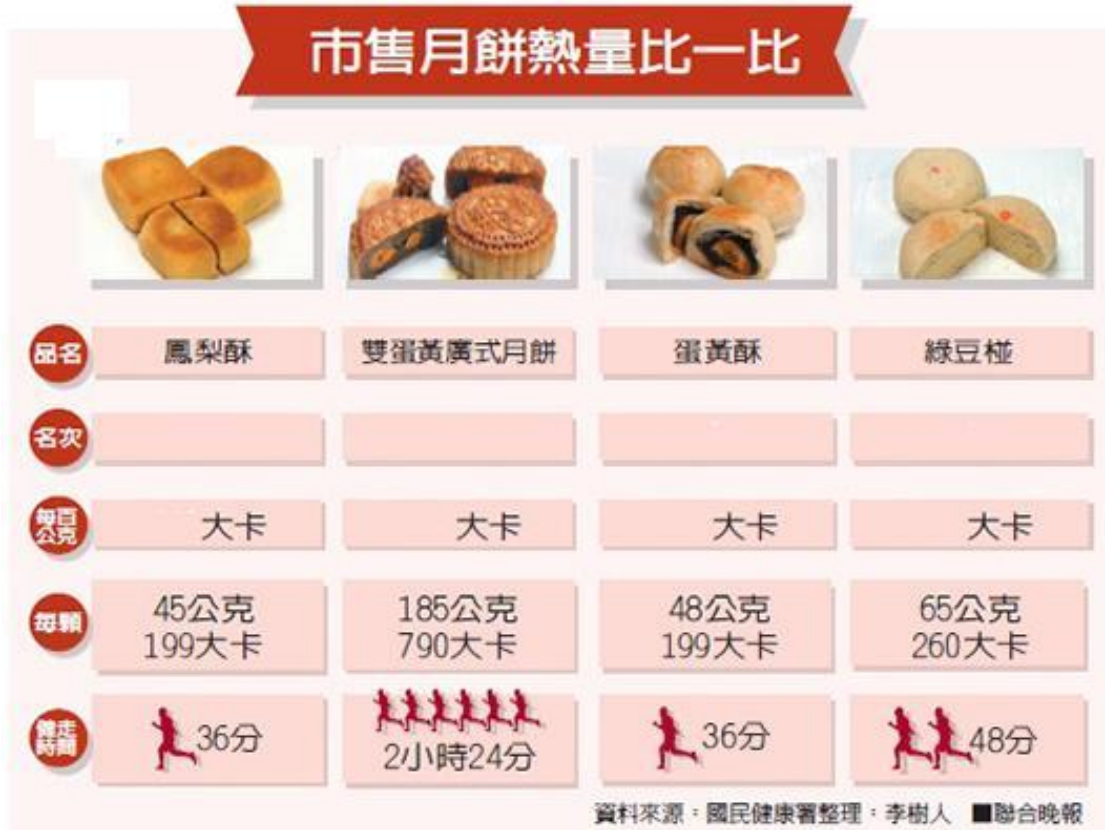 市售月餅熱量比一比
品名 鳳梨酥 雙蛋黃廣式月餅 蛋黃酥 綠豆椪
名次
每百公克 大卡 大卡 大卡 大卡
每顆 45公克 185公克 48公克 65公克
199大卡 790大卡 199大卡 260大卡
健走時間 36分 2小時24分 36分 48分
資料來源：國民健康署整理：李樹人 ■聯合晚報